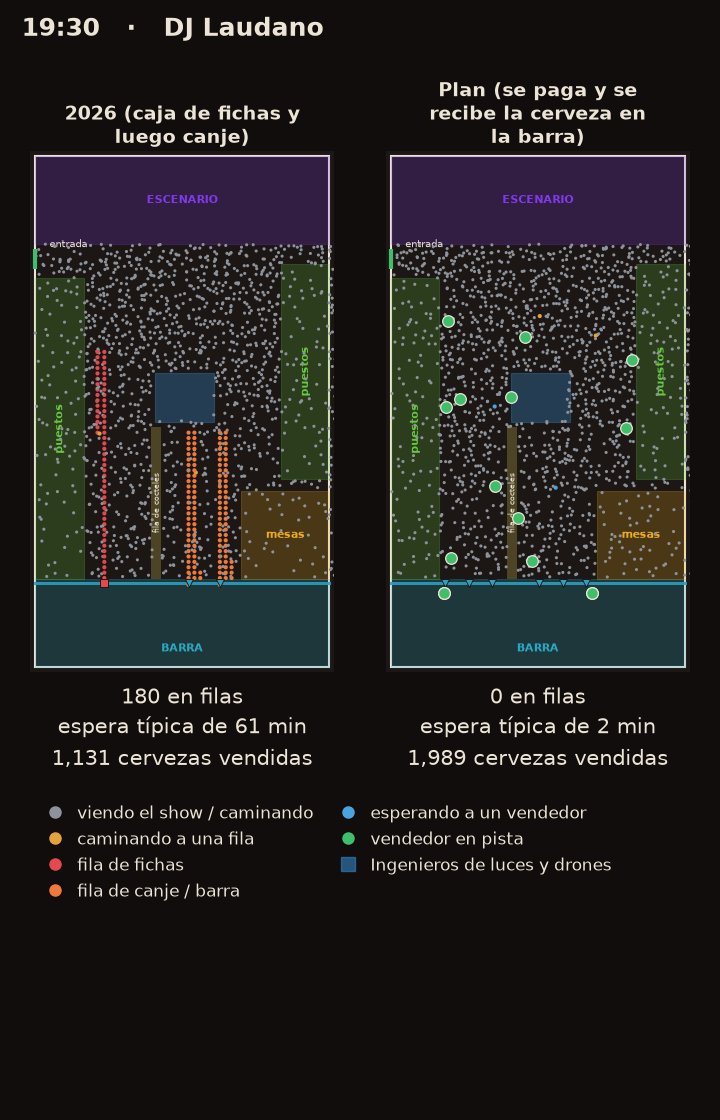 19:30 · DJ Laudano
2026 (caja de fichas y
luego canje)
Plan (se paga y se
recibe la cerveza en
la barra)
ESCENARIO
entrada
puestos
puestos
fila de cocteles
mesas
BARRA
ESCENARIO
entrada
puestos
puestos
fila de cocteles
mesas
BARRA
180 en filas
espera típica de 61 min
1,131 cervezas vendidas
0 en filas
espera típica de 2 min
1,989 cervezas vendidas
viendo el show / caminando
caminando a una fila
fila de fichas
fila de canje / barra
esperando a un vendedor
vendedor en pista
Ingenieros de luces y drones